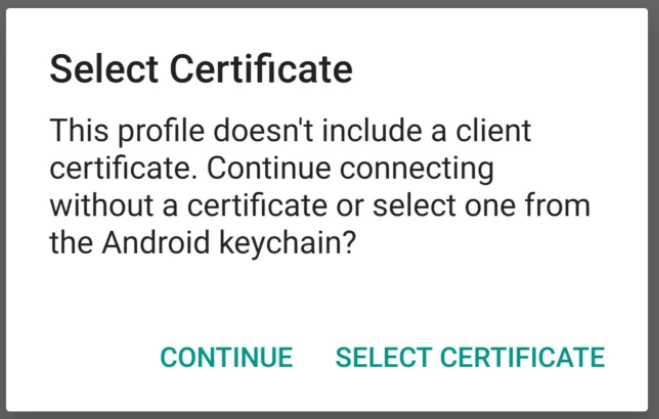 Select Certificate
This profile doesn't include a client
certificate. Continue connecting
without a certificate or select one from
the Android keychain?
CONTINUE SELECT CERTIFICATE